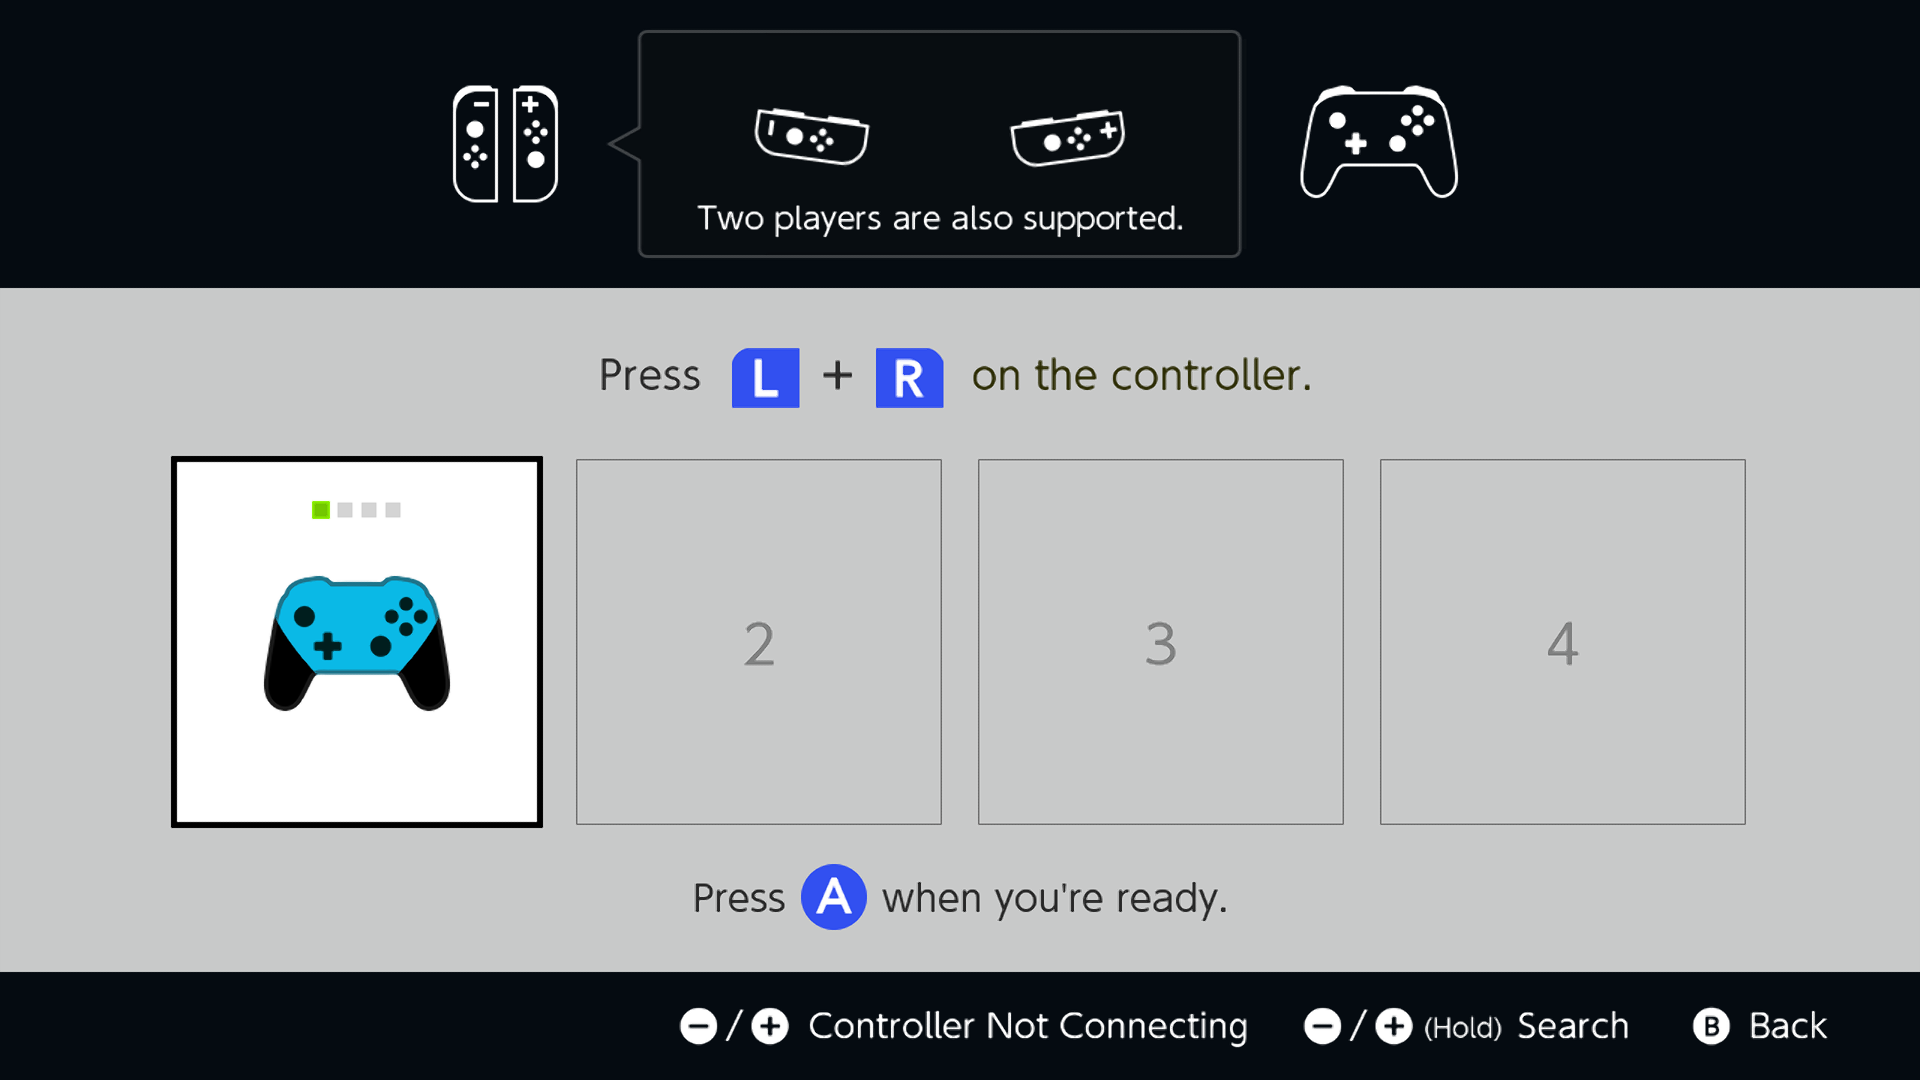 Two players are also supported.
Press L + R on the controller.
2
3
4
Press A when you're ready.
−/+ Controller Not Connecting −/+ (Hold) Search B Back